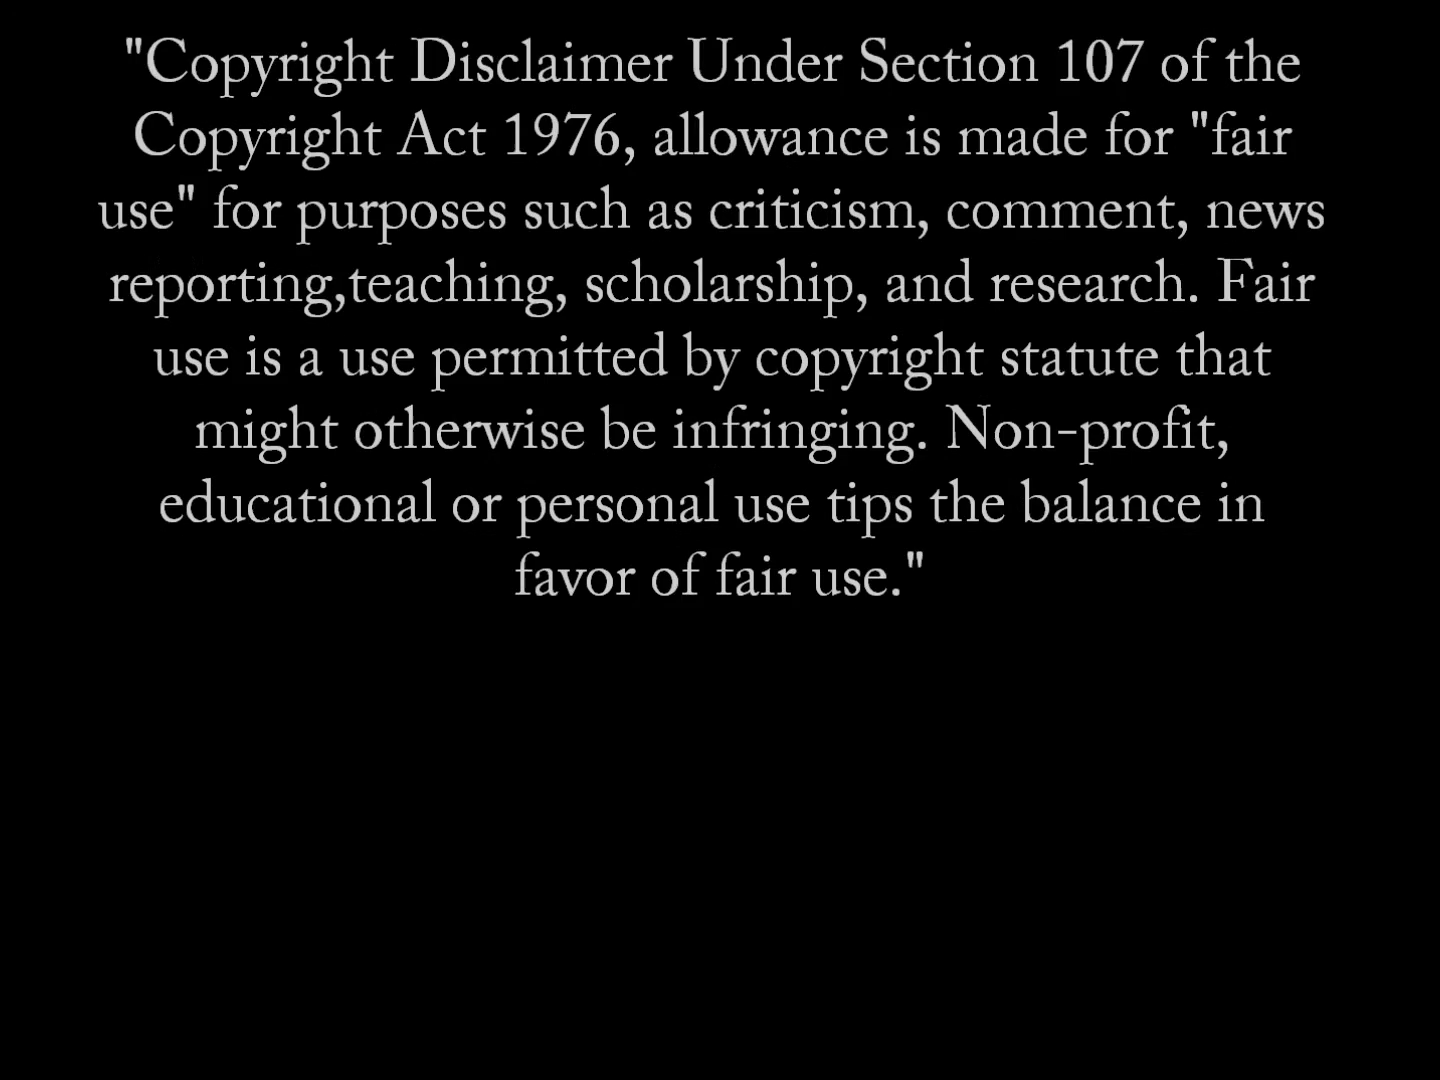 "Copyright Disclaimer Under Section 107 of the
Copyright Act 1976, allowance is made for "fair
use" for purposes such as criticism, comment, news
reporting,teaching, scholarship, and research. Fair
use is a use permitted by copyright statute that
might otherwise be infringing. Non-profit,
educational or personal use tips the balance in
favor of fair use."